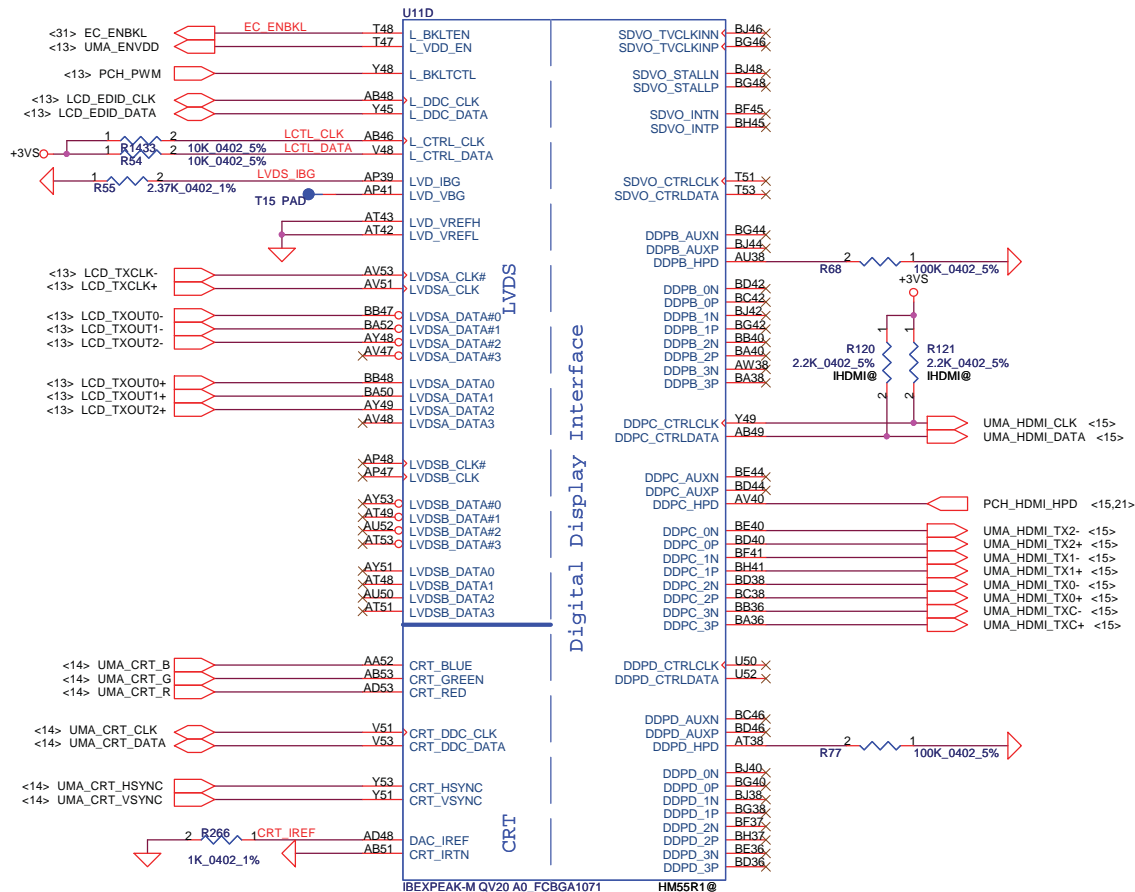 U11D
<31> EC_ENBKL EC_ENBKL T48 L_BKLTEN
<13> UMA_ENVDD T47 L_VDD_EN
<13> PCH_PWM Y48 L_BKLTCTL
<13> LCD_EDID_CLK AB48 L_DDC_CLK
<13> LCD_EDID_DATA Y45 L_DDC_DATA
+3VS 1 R1433 2 10K_0402_5% LCTL_CLK AB46 L_CTRL_CLK
1 R54 2 10K_0402_5% LCTL_DATA V48 L_CTRL_DATA
1 R55 2 2.37K_0402_1% LVDS_IBG AP39 LVD_IBG
T15 PAD AP41 LVD_VBG
AT43 LVD_VREFH
AT42 LVD_VREFL
<13> LCD_TXCLK- AV53 LVDSA_CLK#
<13> LCD_TXCLK+ AV51 LVDSA_CLK
<13> LCD_TXOUT0- BB47 LVDSA_DATA#0
<13> LCD_TXOUT1- BA52 LVDSA_DATA#1
<13> LCD_TXOUT2- AY48 LVDSA_DATA#2
AV47 LVDSA_DATA#3
<13> LCD_TXOUT0+ BB48 LVDSA_DATA0
<13> LCD_TXOUT1+ BA50 LVDSA_DATA1
<13> LCD_TXOUT2+ AY49 LVDSA_DATA2
AV48 LVDSA_DATA3
AP48 LVDSB_CLK#
AP47 LVDSB_CLK
AY53 LVDSB_DATA#0
AT49 LVDSB_DATA#1
AU52 LVDSB_DATA#2
AT53 LVDSB_DATA#3
AY51 LVDSB_DATA0
AT48 LVDSB_DATA1
AU50 LVDSB_DATA2
AT51 LVDSB_DATA3
<14> UMA_CRT_B AA52 CRT_BLUE
<14> UMA_CRT_G AB53 CRT_GREEN
<14> UMA_CRT_R AD53 CRT_RED
<14> UMA_CRT_CLK V51 CRT_DDC_CLK
<14> UMA_CRT_DATA V53 CRT_DDC_DATA
<14> UMA_CRT_HSYNC Y53 CRT_HSYNC
<14> UMA_CRT_VSYNC Y51 CRT_VSYNC
2 R266 1 1K_0402_1% CRT_IREF AD48 DAC_IREF
AB51 CRT_IRTN
LVDS
CRT
Digital Display Interface
SDVO_TVCLKINN BJ46
SDVO_TVCLKINP BG46
SDVO_STALLN BJ48
SDVO_STALLP BG48
SDVO_INTN BF45
SDVO_INTP BH45
SDVO_CTRLCLK T51
SDVO_CTRLDATA T53
DDPB_AUXN BG44
DDPB_AUXP BJ44
DDPB_HPD AU38 R68 2 1 100K_0402_5%
DDPB_0N BD42
DDPB_0P BC42
DDPB_1N BJ42
DDPB_1P BG42
DDPB_2N BB40
DDPB_2P BA40
DDPB_3N AW38
DDPB_3P BA38
+3VS
1 1
R120 2.2K_0402_5% IHDMI@
R121 2.2K_0402_5% IHDMI@
2 2
DDPC_CTRLCLK Y49 UMA_HDMI_CLK <15>
DDPC_CTRLDATA AB49 UMA_HDMI_DATA <15>
DDPC_AUXN BE44
DDPC_AUXP BD44
DDPC_HPD AV40 PCH_HDMI_HPD <15,21>
DDPC_0N BE40 UMA_HDMI_TX2- <15>
DDPC_0P BD40 UMA_HDMI_TX2+ <15>
DDPC_1N BF41 UMA_HDMI_TX1- <15>
DDPC_1P BH41 UMA_HDMI_TX1+ <15>
DDPC_2N BD38 UMA_HDMI_TX0- <15>
DDPC_2P BC38 UMA_HDMI_TX0+ <15>
DDPC_3N BB36 UMA_HDMI_TXC- <15>
DDPC_3P BA36 UMA_HDMI_TXC+ <15>
DDPD_CTRLCLK U50
DDPD_CTRLDATA U52
DDPD_AUXN BC46
DDPD_AUXP BD46
DDPD_HPD AT38 R77 2 1 100K_0402_5%
DDPD_0N BJ40
DDPD_0P BG40
DDPD_1N BJ38
DDPD_1P BG38
DDPD_2N BF37
DDPD_2P BH37
DDPD_3N BE36
DDPD_3P BD36
IBEXPEAK-M QV20 A0_FCBGA1071 HM55R1@